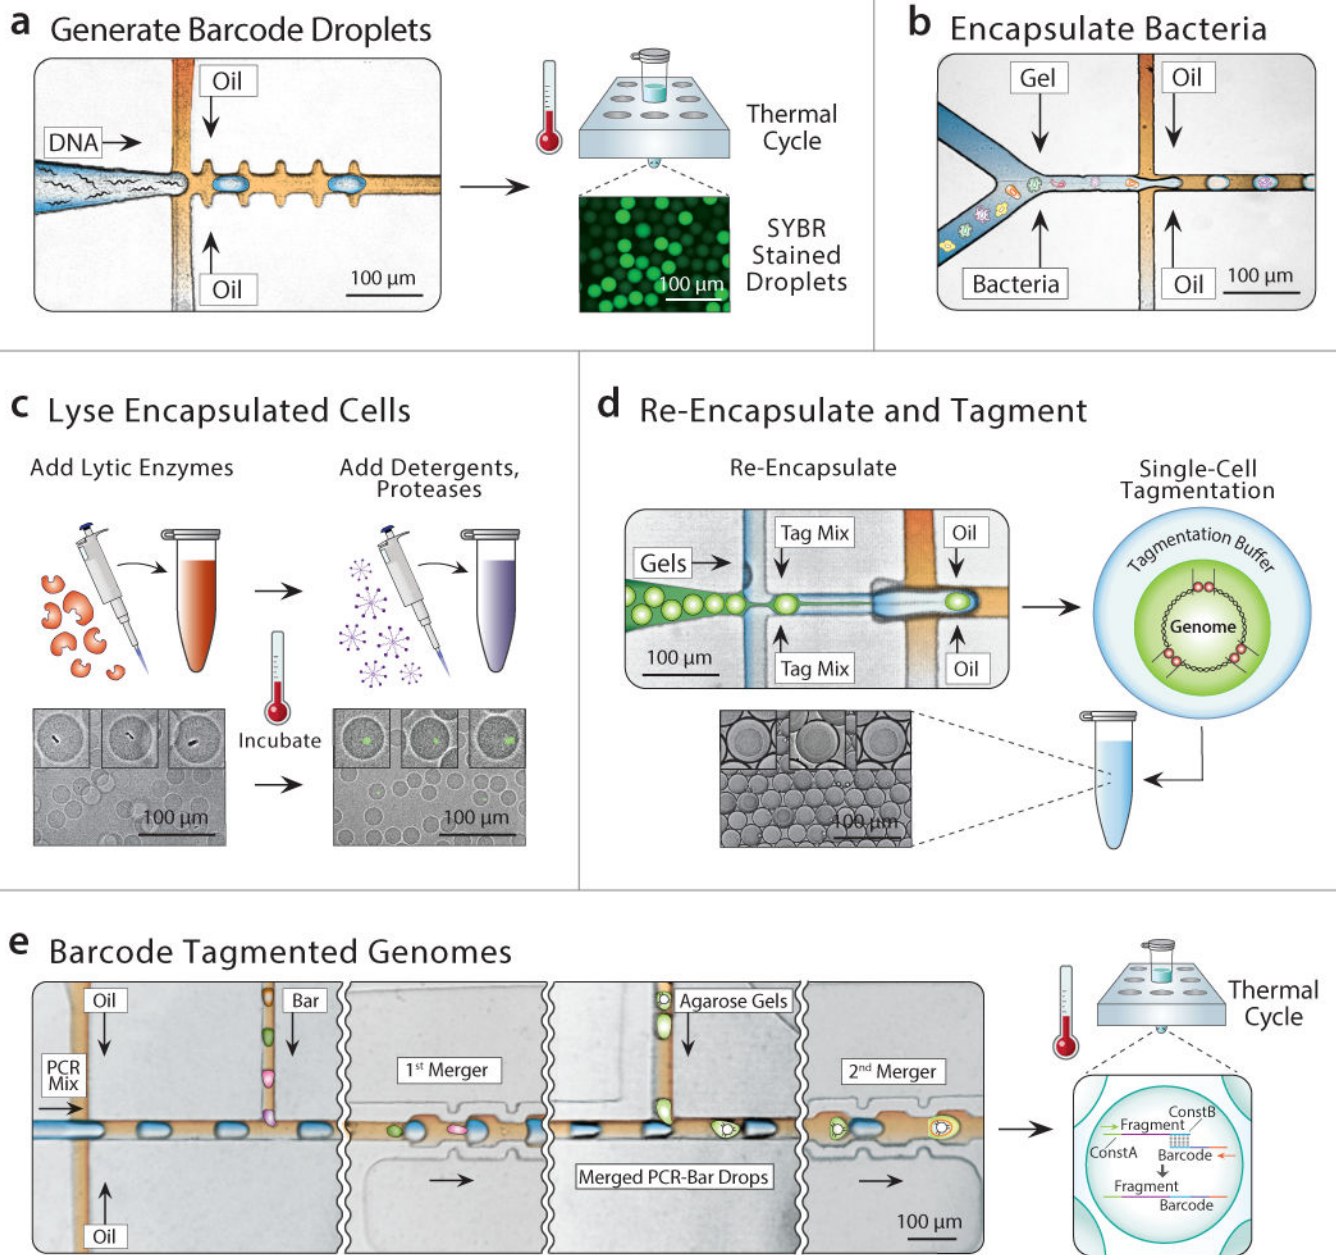 a Generate Barcode Droplets
Oil
DNA
Oil
100 µm
Thermal
Cycle
SYBR
Stained
Droplets
100 µm
b Encapsulate Bacteria
Gel
Oil
Bacteria
Oil
100 µm
c Lyse Encapsulated Cells
Add Lytic Enzymes
Add Detergents,
Proteases
Incubate
100 µm
100 µm
d Re-Encapsulate and Tagment
Re-Encapsulate
Tag Mix
Oil
Gels
Tag Mix
Oil
100 µm
Single-Cell
Tagmentation
Tagmentation Buffer
Genome
100 µm
e Barcode Tagmented Genomes
Oil
Bar
PCR
Mix
Oil
1st Merger
Agarose Gels
Merged PCR-Bar Drops
2nd Merger
100 µm
Thermal
Cycle
ConstB
Fragment
ConstA
Barcode
Fragment
Barcode